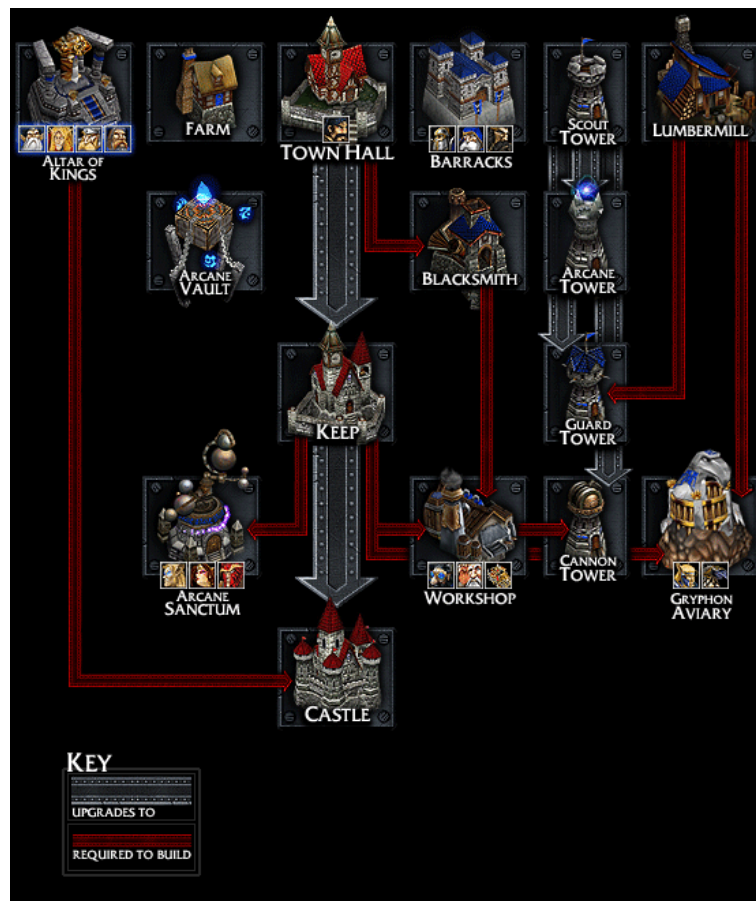 ALTAR OF
KINGS
FARM
TOWN HALL
BARRACKS
SCOUT
TOWER
LUMBERMILL
ARCANE
VAULT
BLACKSMITH
ARCANE
TOWER
KEEP
GUARD
TOWER
ARCANE
SANCTUM
WORKSHOP
CANNON
TOWER
GRYPHON
AVIARY
CASTLE
KEY
UPGRADES TO
REQUIRED TO BUILD